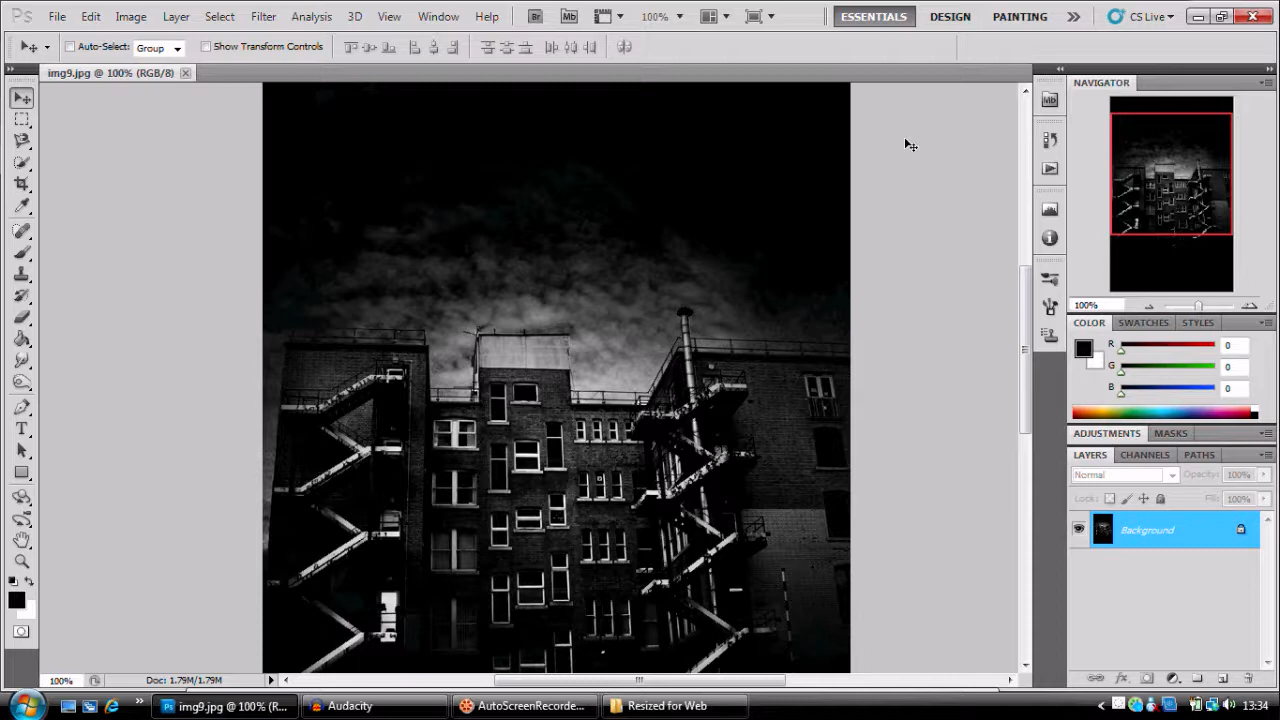 Ps File Edit Image Layer Select Filter Analysis 3D View Window Help Br Mb 100% ESSENTIALS DESIGN PAINTING CS Live
Auto-Select: Group Show Transform Controls
img9.jpg @ 100% (RGB/8)
NAVIGATOR
Mb
100%
COLOR SWATCHES STYLES
R 0
G 0
B 0
ADJUSTMENTS MASKS
LAYERS CHANNELS PATHS
Normal Opacity: 100%
Lock: Fill: 100%
Background
100% Doc: 1.79M/1.79M
img9.jpg @ 100% (R... Audacity AutoScreenRecorde... Resized for Web 13:34